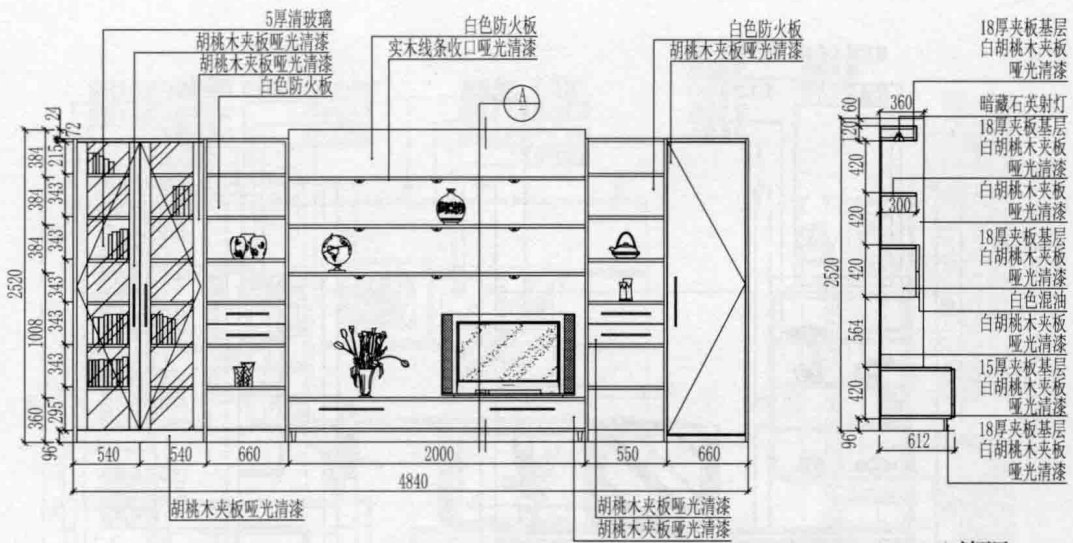 5厚清玻璃
胡桃木夹板哑光清漆
胡桃木夹板哑光清漆
白色防火板
白色防火板
实木线条收口哑光清漆
白色防火板
胡桃木夹板哑光清漆
A
24
72
384
384
384
1008
360
96
2520
215
343
343
343
343
343
295
540
540
660
2000
550
660
4840
胡桃木夹板哑光清漆
胡桃木夹板哑光清漆
胡桃木夹板哑光清漆
18厚夹板基层
白胡桃木夹板
哑光清漆
暗藏石英射灯
18厚夹板基层
白胡桃木夹板
哑光清漆
白胡桃木夹板
哑光清漆
18厚夹板基层
白胡桃木夹板
哑光清漆
白色混油
白胡桃木夹板
哑光清漆
15厚夹板基层
白胡桃木夹板
哑光清漆
18厚夹板基层
白胡桃木夹板
哑光清漆
60
360
120
420
300
420
420
564
420
96
2520
612